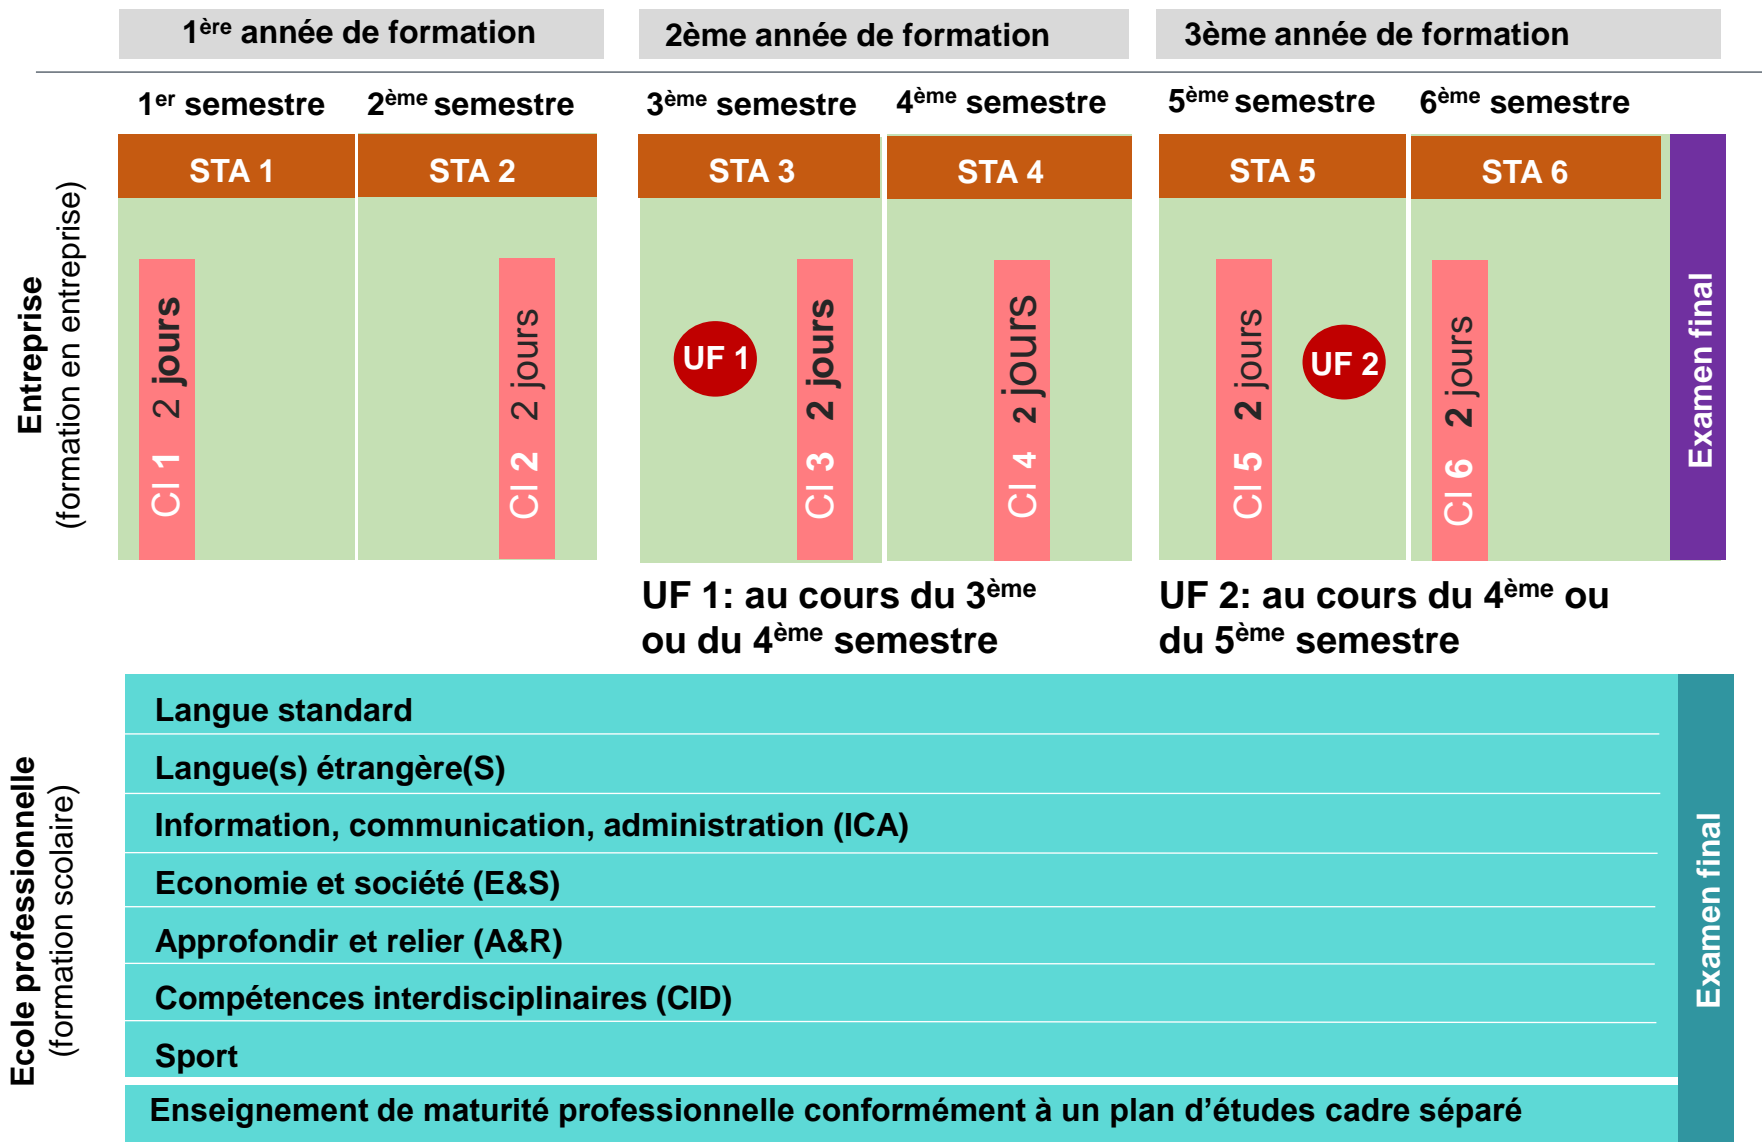 1ère année de formation
2ème année de formation
3ème année de formation
1er semestre
2ème semestre
3ème semestre
4ème semestre
5ème semestre
6ème semestre
STA 1
STA 2
STA 3
STA 4
STA 5
STA 6
Entreprise
(formation en entreprise)
CI 1 2 jours
CI 2 2 jours
UF 1
CI 3 2 jours
CI 4 2 jours
CI 5 2 jours
UF 2
CI 6 2 jours
Examen final
UF 1: au cours du 3ème
ou du 4ème semestre
UF 2: au cours du 4ème ou
du 5ème semestre
Ecole professionnelle
(formation scolaire)
Langue standard
Langue(s) étrangère(S)
Information, communication, administration (ICA)
Economie et société (E&S)
Approfondir et relier (A&R)
Compétences interdisciplinaires (CID)
Sport
Enseignement de maturité professionnelle conformément à un plan d'études cadre séparé
Examen final